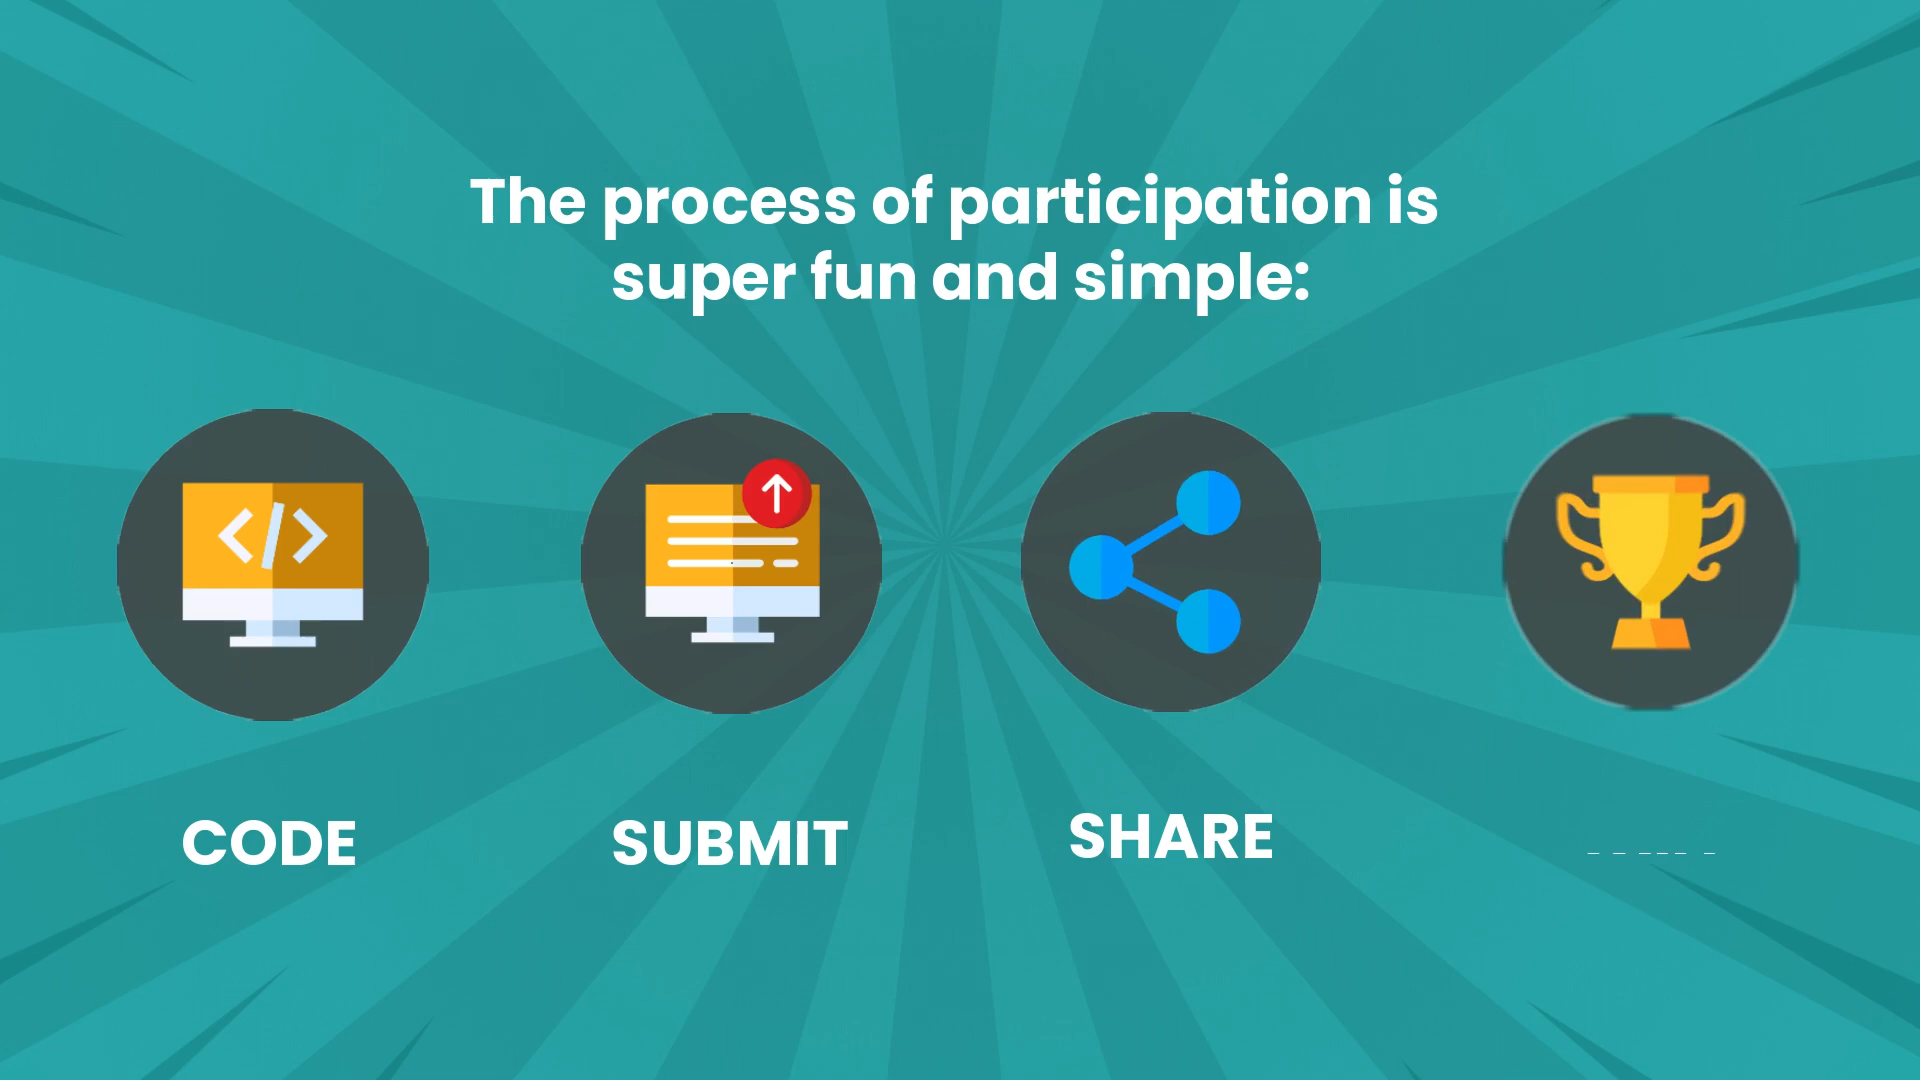 The process of participation is
super fun and simple:
CODE
SUBMIT
SHARE